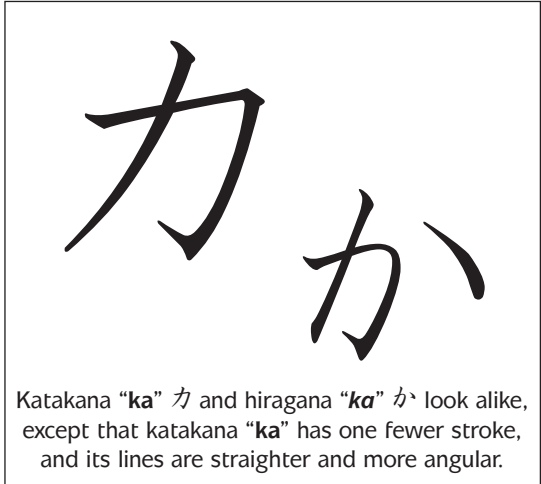 カ
か
Katakana “ka” カ and hiragana “ka” か look alike,
except that katakana “ka” has one fewer stroke,
and its lines are straighter and more angular.